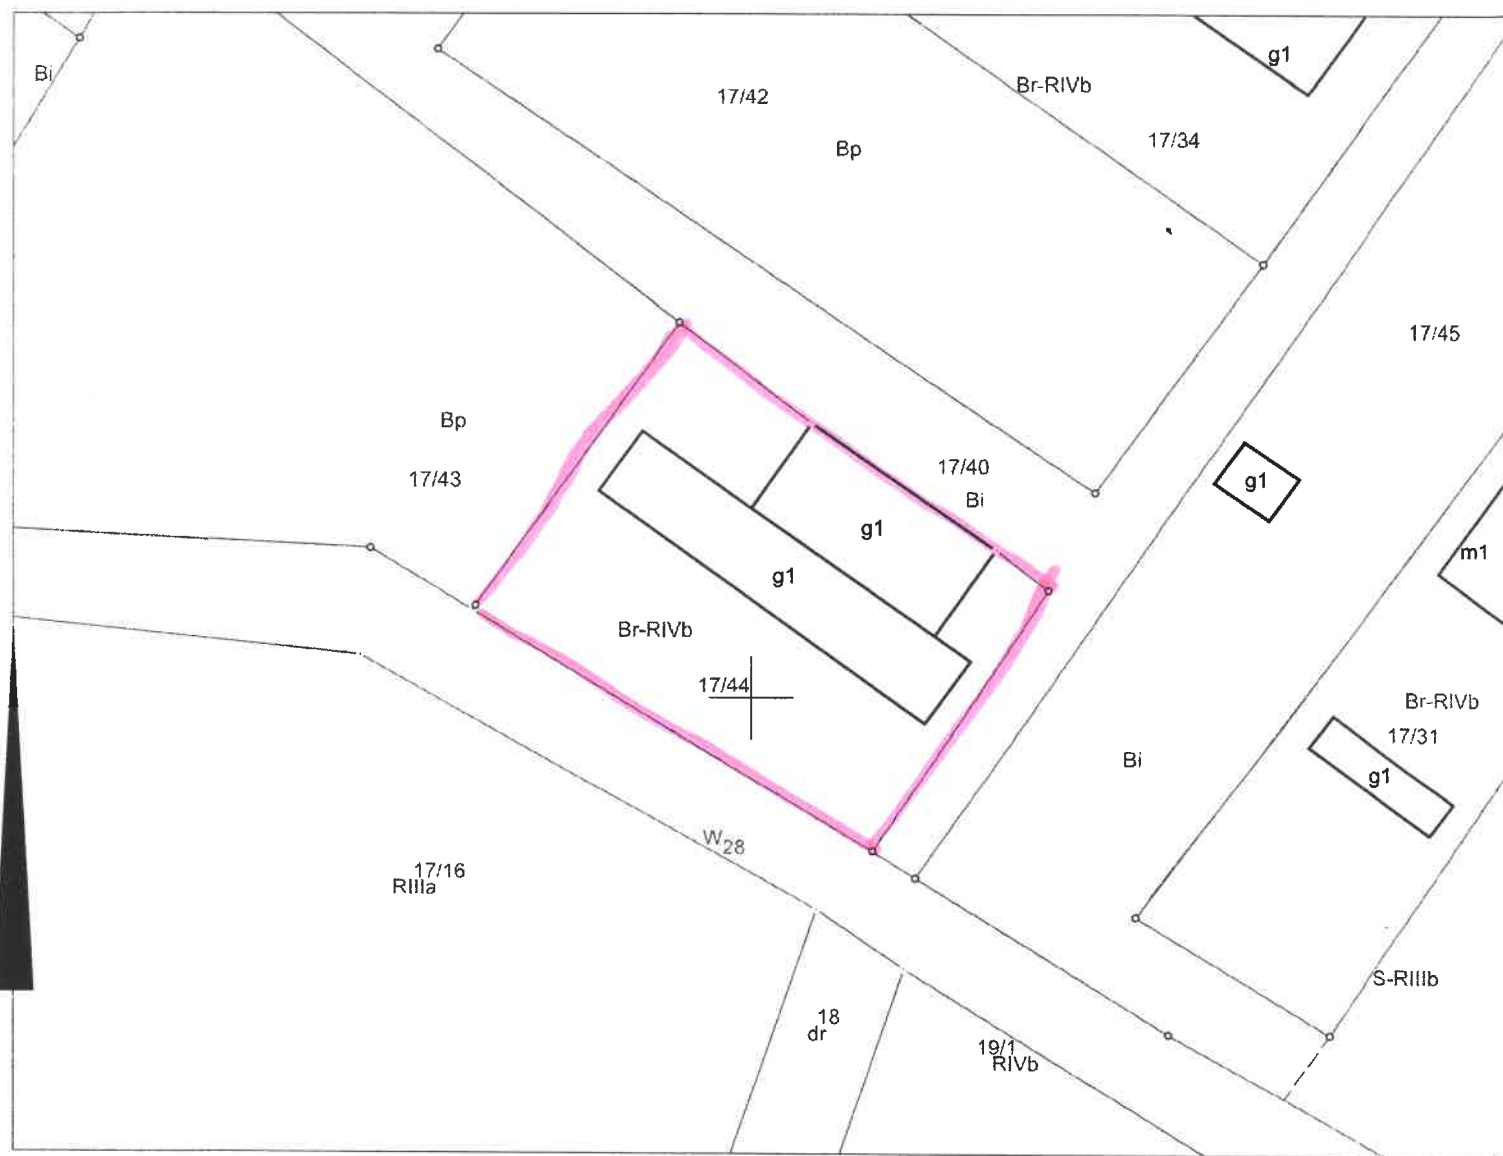 g1
Bi
Br-RIVb
17/42
17/34
Bp
17/45
Bp
17/40
17/43
Bi
g1
g1
m1
g1
Br-RIVb
17/44
Br-RIVb
17/31
Bi
g1
W28
17/16
RIIIa
S-RIIIb
18
dr
19/1
RIVb